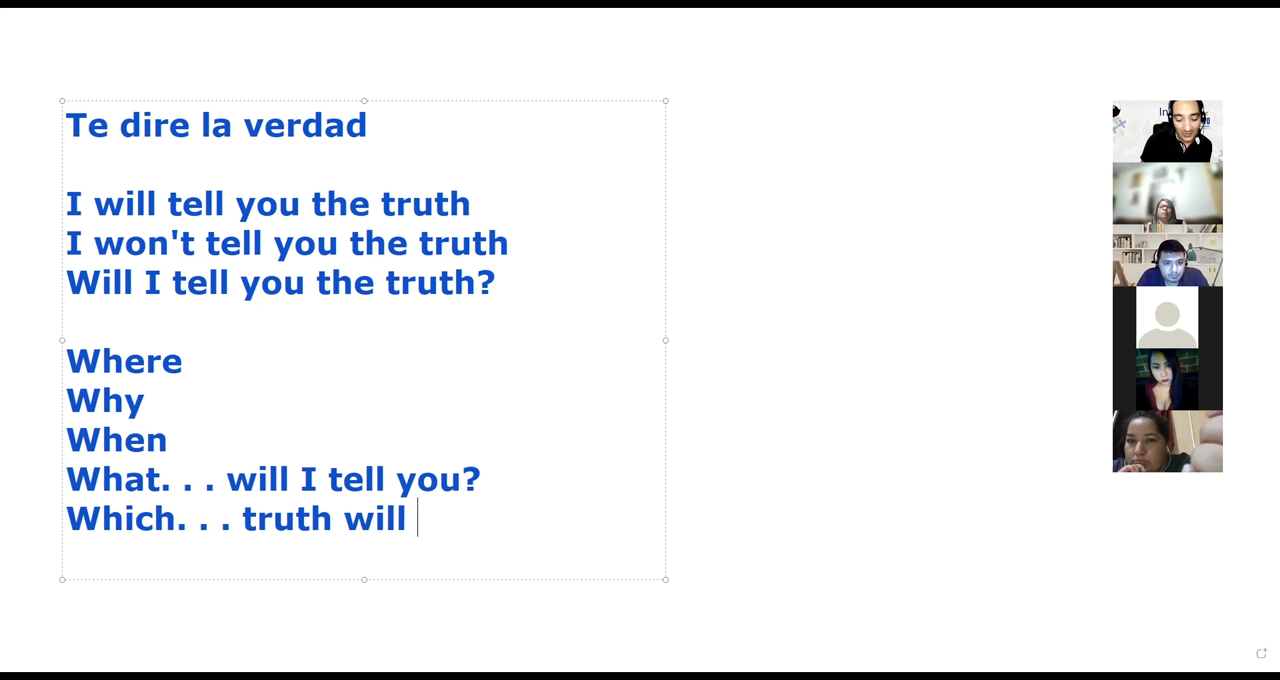 Te dire la verdad
I will tell you the truth
I won't tell you the truth
Will I tell you the truth?
Where
Why
When
What. . . will I tell you?
Which. . . truth will